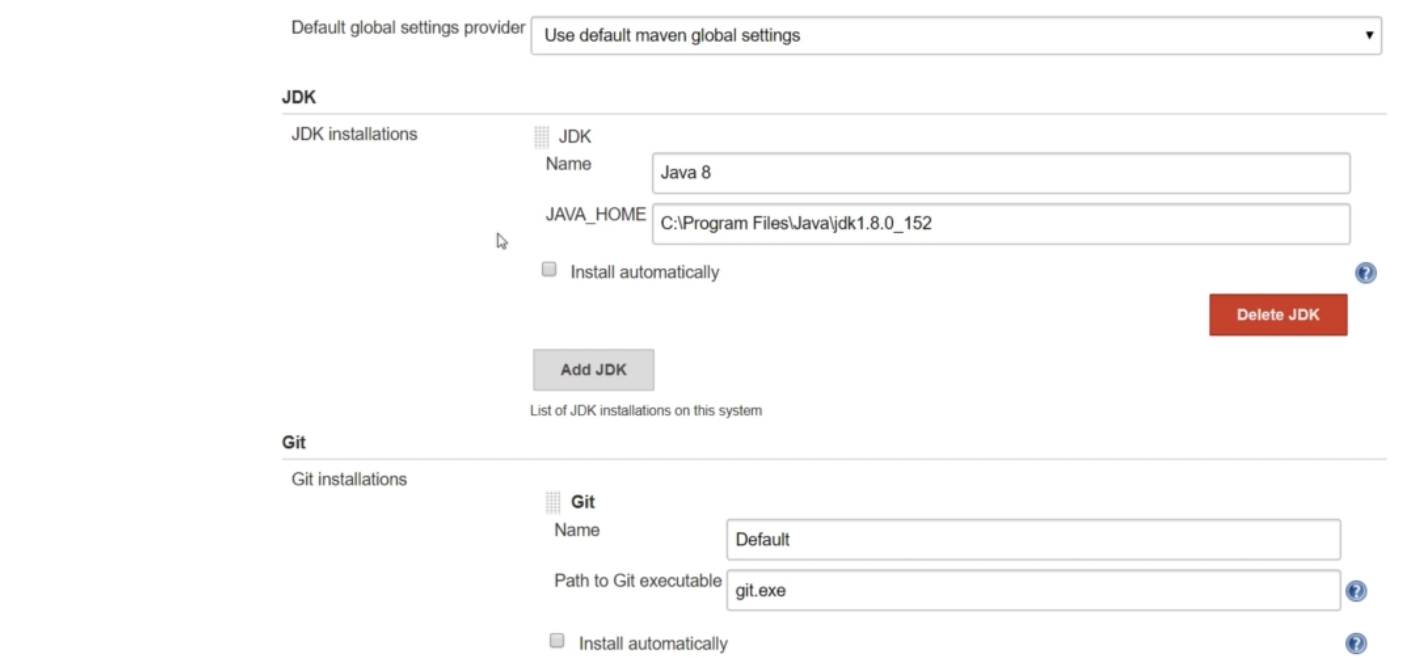 Default global settings provider
Use default maven global settings
JDK
JDK installations
JDK
Name
Java 8
JAVA_HOME
C:\Program Files\Java\jdk1.8.0_152
Install automatically
Delete JDK
Add JDK
List of JDK installations on this system
Git
Git installations
Git
Name
Default
Path to Git executable
git.exe
Install automatically